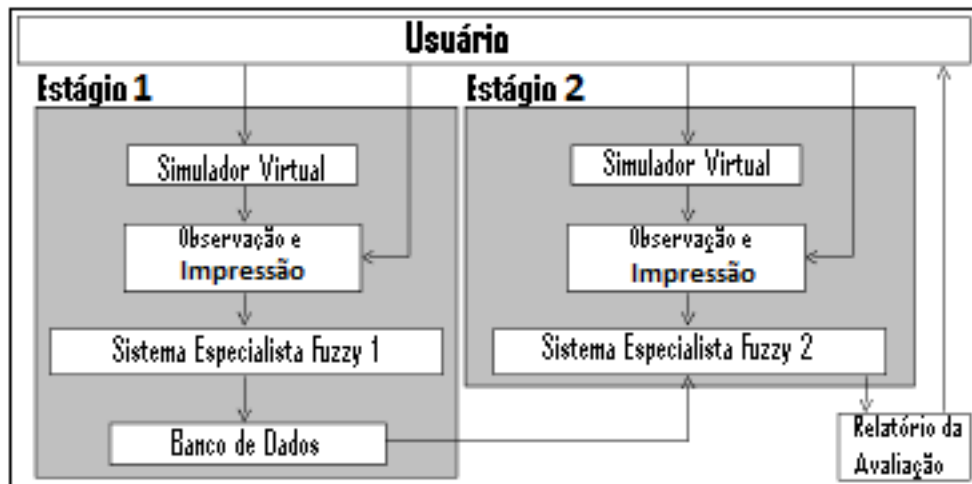 Usuário
Estágio 1
Estágio 2
Simulador Virtual
Simulador Virtual
Observação e
Impressão
Observação e
Impressão
Sistema Especialista Fuzzy 1
Sistema Especialista Fuzzy 2
Banco de Dados
Relatório da
Avaliação